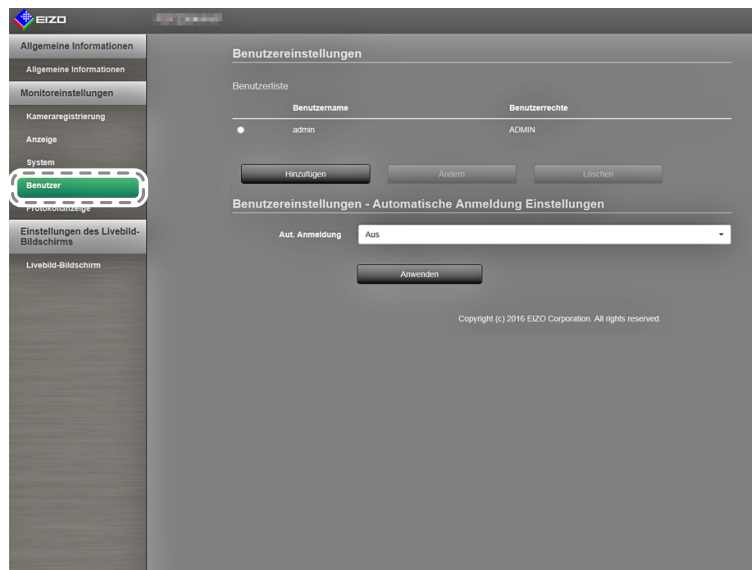 EIZO
Allgemeine Informationen
Allgemeine Informationen
Monitoreinstellungen
Kameraregistrierung
Anzeige
System
Benutzer
Protokollanzeige
Einstellungen des Livebild-
Bildschirms
Livebild-Bildschirm
Benutzereinstellungen
Benutzerliste
Benutzername Benutzerrechte
admin ADMIN
Hinzufügen Ändern Löschen
Benutzereinstellungen - Automatische Anmeldung Einstellungen
Aut. Anmeldung Aus
Anwenden
Copyright (c) 2016 EIZO Corporation. All rights reserved.